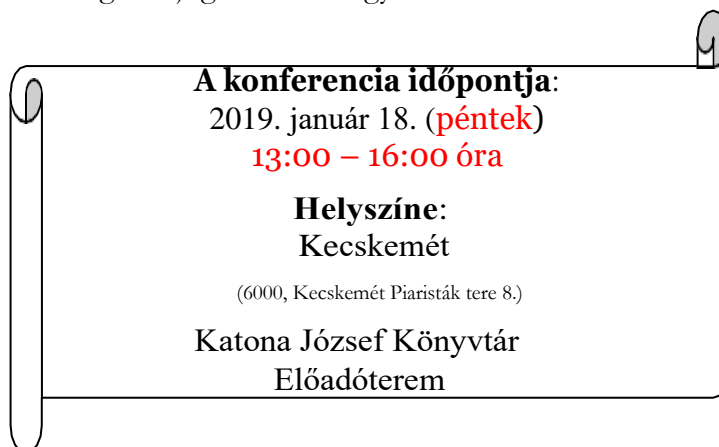 A konferencia időpontja:
2019. január 18. (péntek)
13:00 – 16:00 óra
Helyszíne:
Kecskemét
(6000, Kecskemét Piaristák tere 8.)
Katona József Könyvtár
Előadóterem